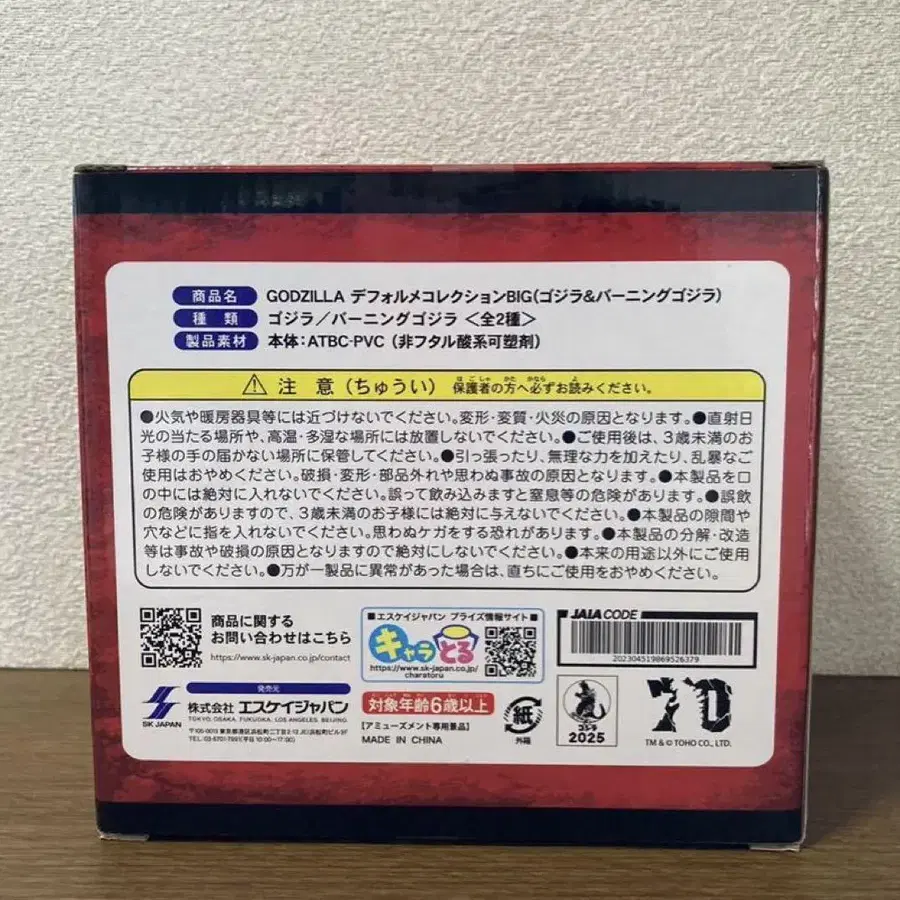 商品名 GODZILLA デフォルメコレクションBIG(ゴジラ&バーニングゴジラ)
種類 ゴジラ／バーニングゴジラ ＜全2種＞
製品素材 本体:ATBC-PVC (非フタル酸系可塑剤)
⚠ 注意(ちゅうい) 保護者の方へ必ずお読みください。
●火気や暖房器具等には近づけないでください。変形・変質・火災の原因となります。●直射日
光の当たる場所や、高温・多湿な場所には放置しないでください。●ご使用後は、3歳未満のお
子様の手の届かない場所に保管してください。●引っ張ったり、無理な力を加えたり、乱暴なご
使用はおやめください。破損・変形・部品外れや思わぬ事故の原因となります。●本製品を口
の中には絶対に入れないでください。誤って飲み込みますと窒息等の危険があります。●誤飲
の危険がありますので、3歳未満のお子様には絶対に与えないでください。●本製品の隙間や
穴などに指を入れないでください。思わぬケガをする恐れがあります。●本製品の分解・改造
等は事故や破損の原因となりますので絶対にしないでください。●本来の用途以外にご使用
しないでください。●万が一製品に異常があった場合は、直ちにご使用をおやめください。
商品に関する
お問い合わせはこちら
https://www.sk-japan.co.jp/contact
■エスケイジャパン プライズ情報サイト■
キャラとる
https://www.sk-japan.co.jp/
charatoru
JAIA CODE
202304519869526379
SK JAPAN
発売元
株式会社 エスケイジャパン
TOKYO, OSAKA, FUKUOKA, LOS ANGELES, BEIJING
対象年齢6歳以上
[アミューズメント専用景品]
MADE IN CHINA
紙
外箱
ゴジラ
2025
70
TM & © TOHO CO., LTD.